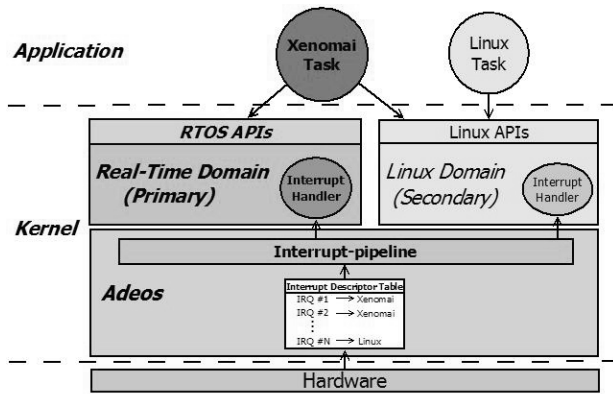 Application
Xenomai
Task
Linux
Task
Kernel
RTOS APIs
Real-Time Domain
(Primary)
Interrupt
Handler
Linux APIs
Linux Domain
(Secondary)
Interrupt
Handler
Interrupt-pipeline
Adeos
Interrupt Descriptor Table
IRQ #1 Xenomai
IRQ #2 Xenomai
IRQ #N Linux
Hardware